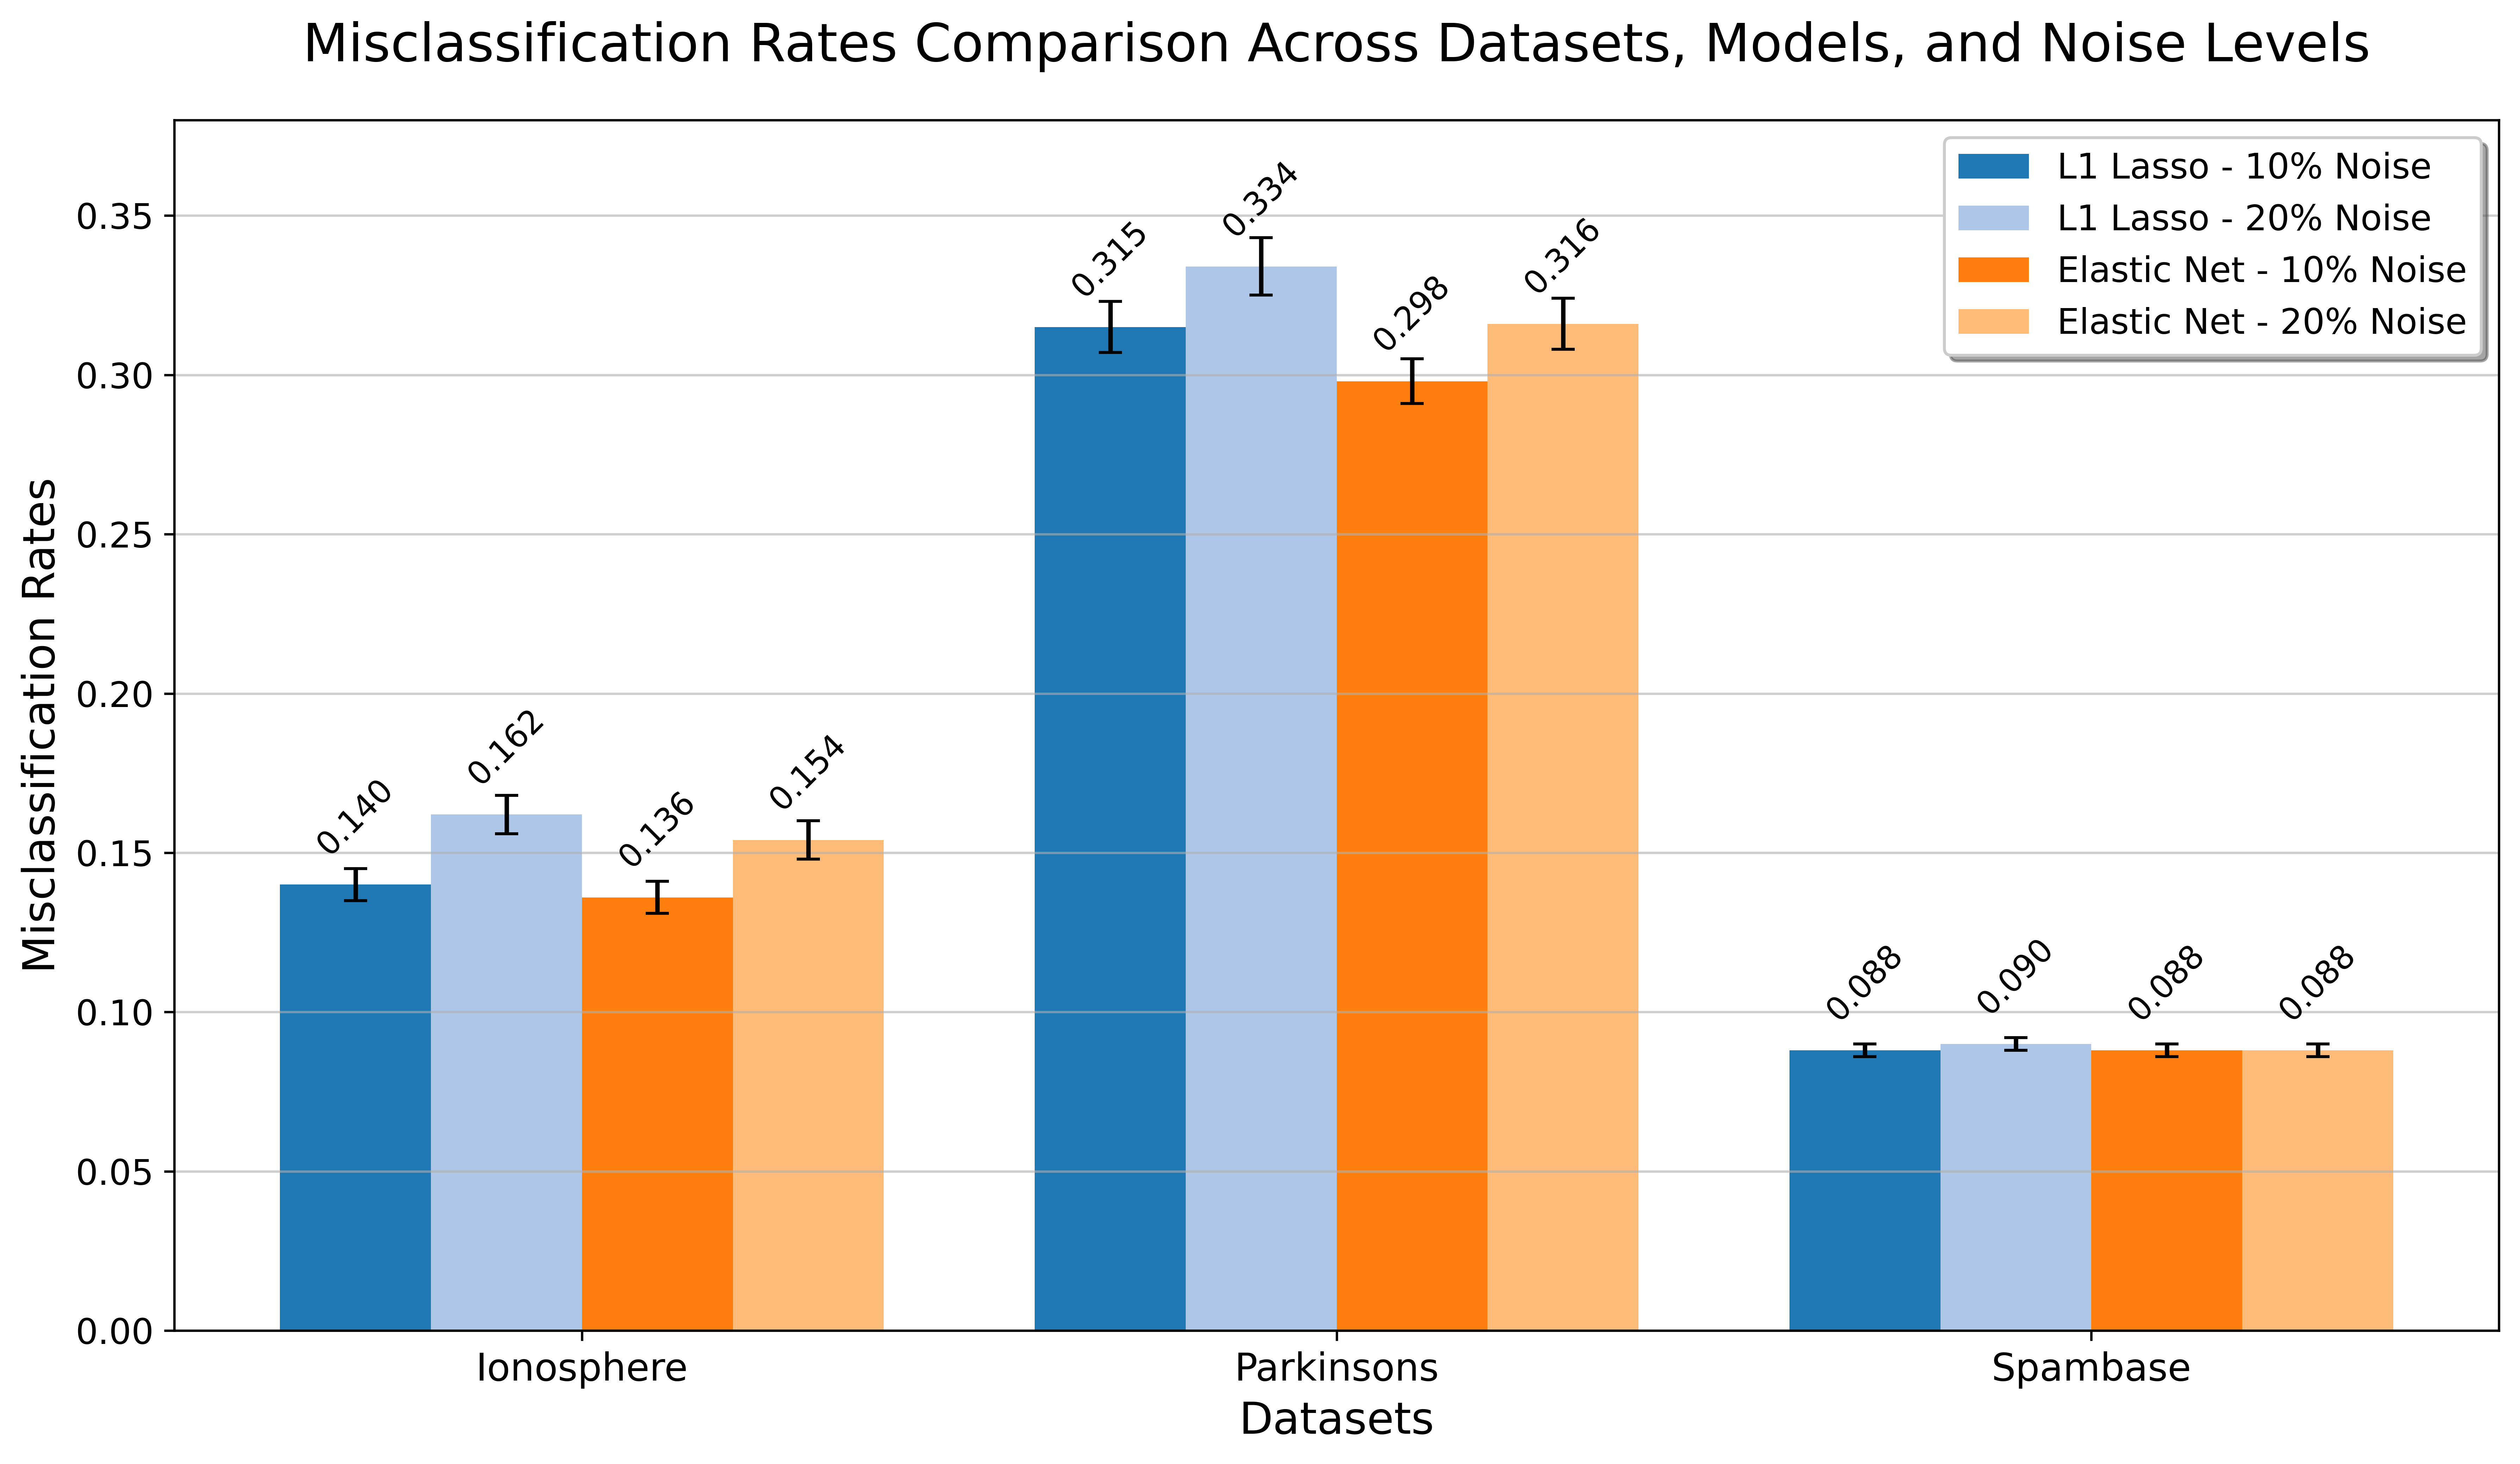 Misclassification Rates Comparison Across Datasets, Models, and Noise Levels
L1 Lasso - 10% Noise
L1 Lasso - 20% Noise
Elastic Net - 10% Noise
Elastic Net - 20% Noise
Misclassification Rates
0.35
0.30
0.25
0.20
0.15
0.10
0.05
0.00
0.140
0.162
0.136
0.154
0.315
0.334
0.298
0.316
0.088
0.090
0.088
0.088
Ionosphere
Parkinsons
Spambase
Datasets